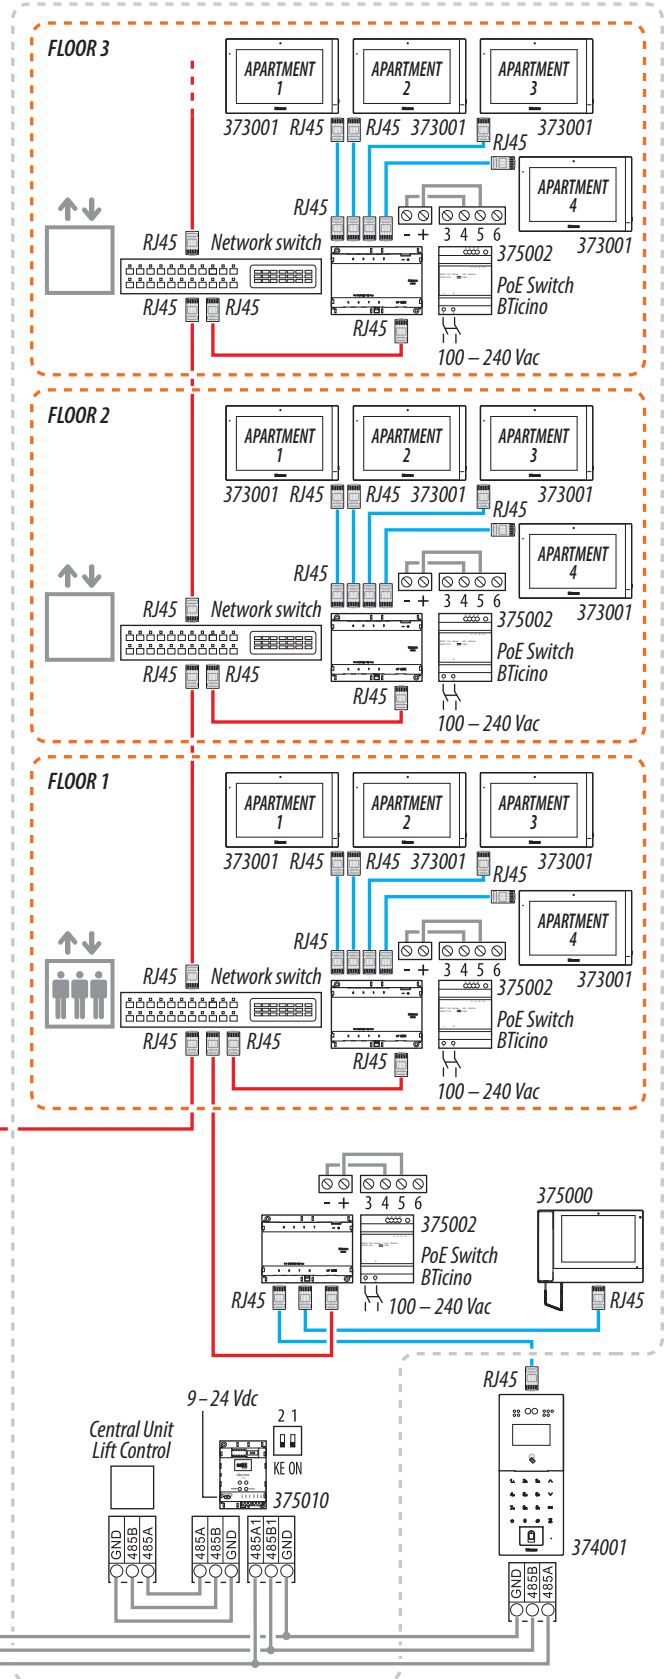 FLOOR 3
APARTMENT
1
APARTMENT
2
APARTMENT
3
373001 RJ45 RJ45 373001 373001
RJ45
APARTMENT
4
373001
RJ45
- + 3 4 5 6
RJ45 Network switch
375002
PoE Switch
BTicino
RJ45 RJ45
RJ45
100 – 240 Vac
FLOOR 2
APARTMENT
1
APARTMENT
2
APARTMENT
3
373001 RJ45 RJ45 373001 373001
RJ45
APARTMENT
4
373001
RJ45
- + 3 4 5 6
RJ45 Network switch
375002
PoE Switch
BTicino
RJ45 RJ45
RJ45
100 – 240 Vac
FLOOR 1
APARTMENT
1
APARTMENT
2
APARTMENT
3
373001 RJ45 RJ45 373001 373001
RJ45
APARTMENT
4
373001
RJ45
- + 3 4 5 6
RJ45 Network switch
375002
PoE Switch
BTicino
RJ45 RJ45
RJ45
100 – 240 Vac
- + 3 4 5 6
375000
375002
PoE Switch
BTicino
RJ45 100 – 240 Vac RJ45
RJ45
9 – 24 Vdc
2 1
KE ON
Central Unit
Lift Control
375010
374001
GND 485B 485A
485A 485B GND
485A1 485B1 GND
GND 485B 485A